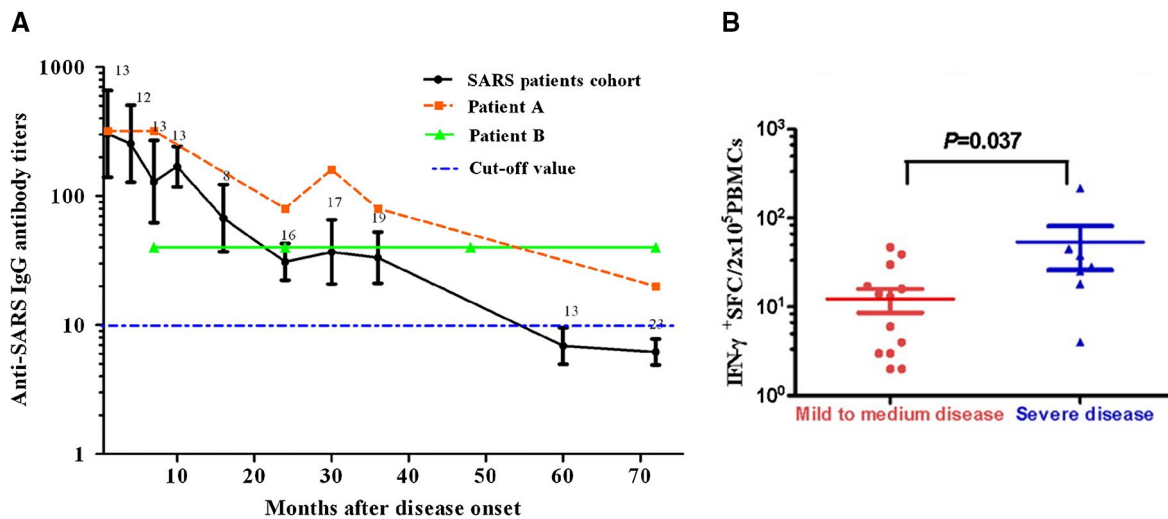 A
Anti-SARS IgG antibody titers
1000
100
10
1
13
12
13
13
8
16
17
19
13
23
SARS patients cohort
Patient A
Patient B
Cut-off value
10 20 30 40 50 60 70
Months after disease onset
B
IFN-γ ⁺SFC/2x10⁵PBMCs
10³
10²
10¹
10⁰
P=0.037
Mild to medium disease Severe disease